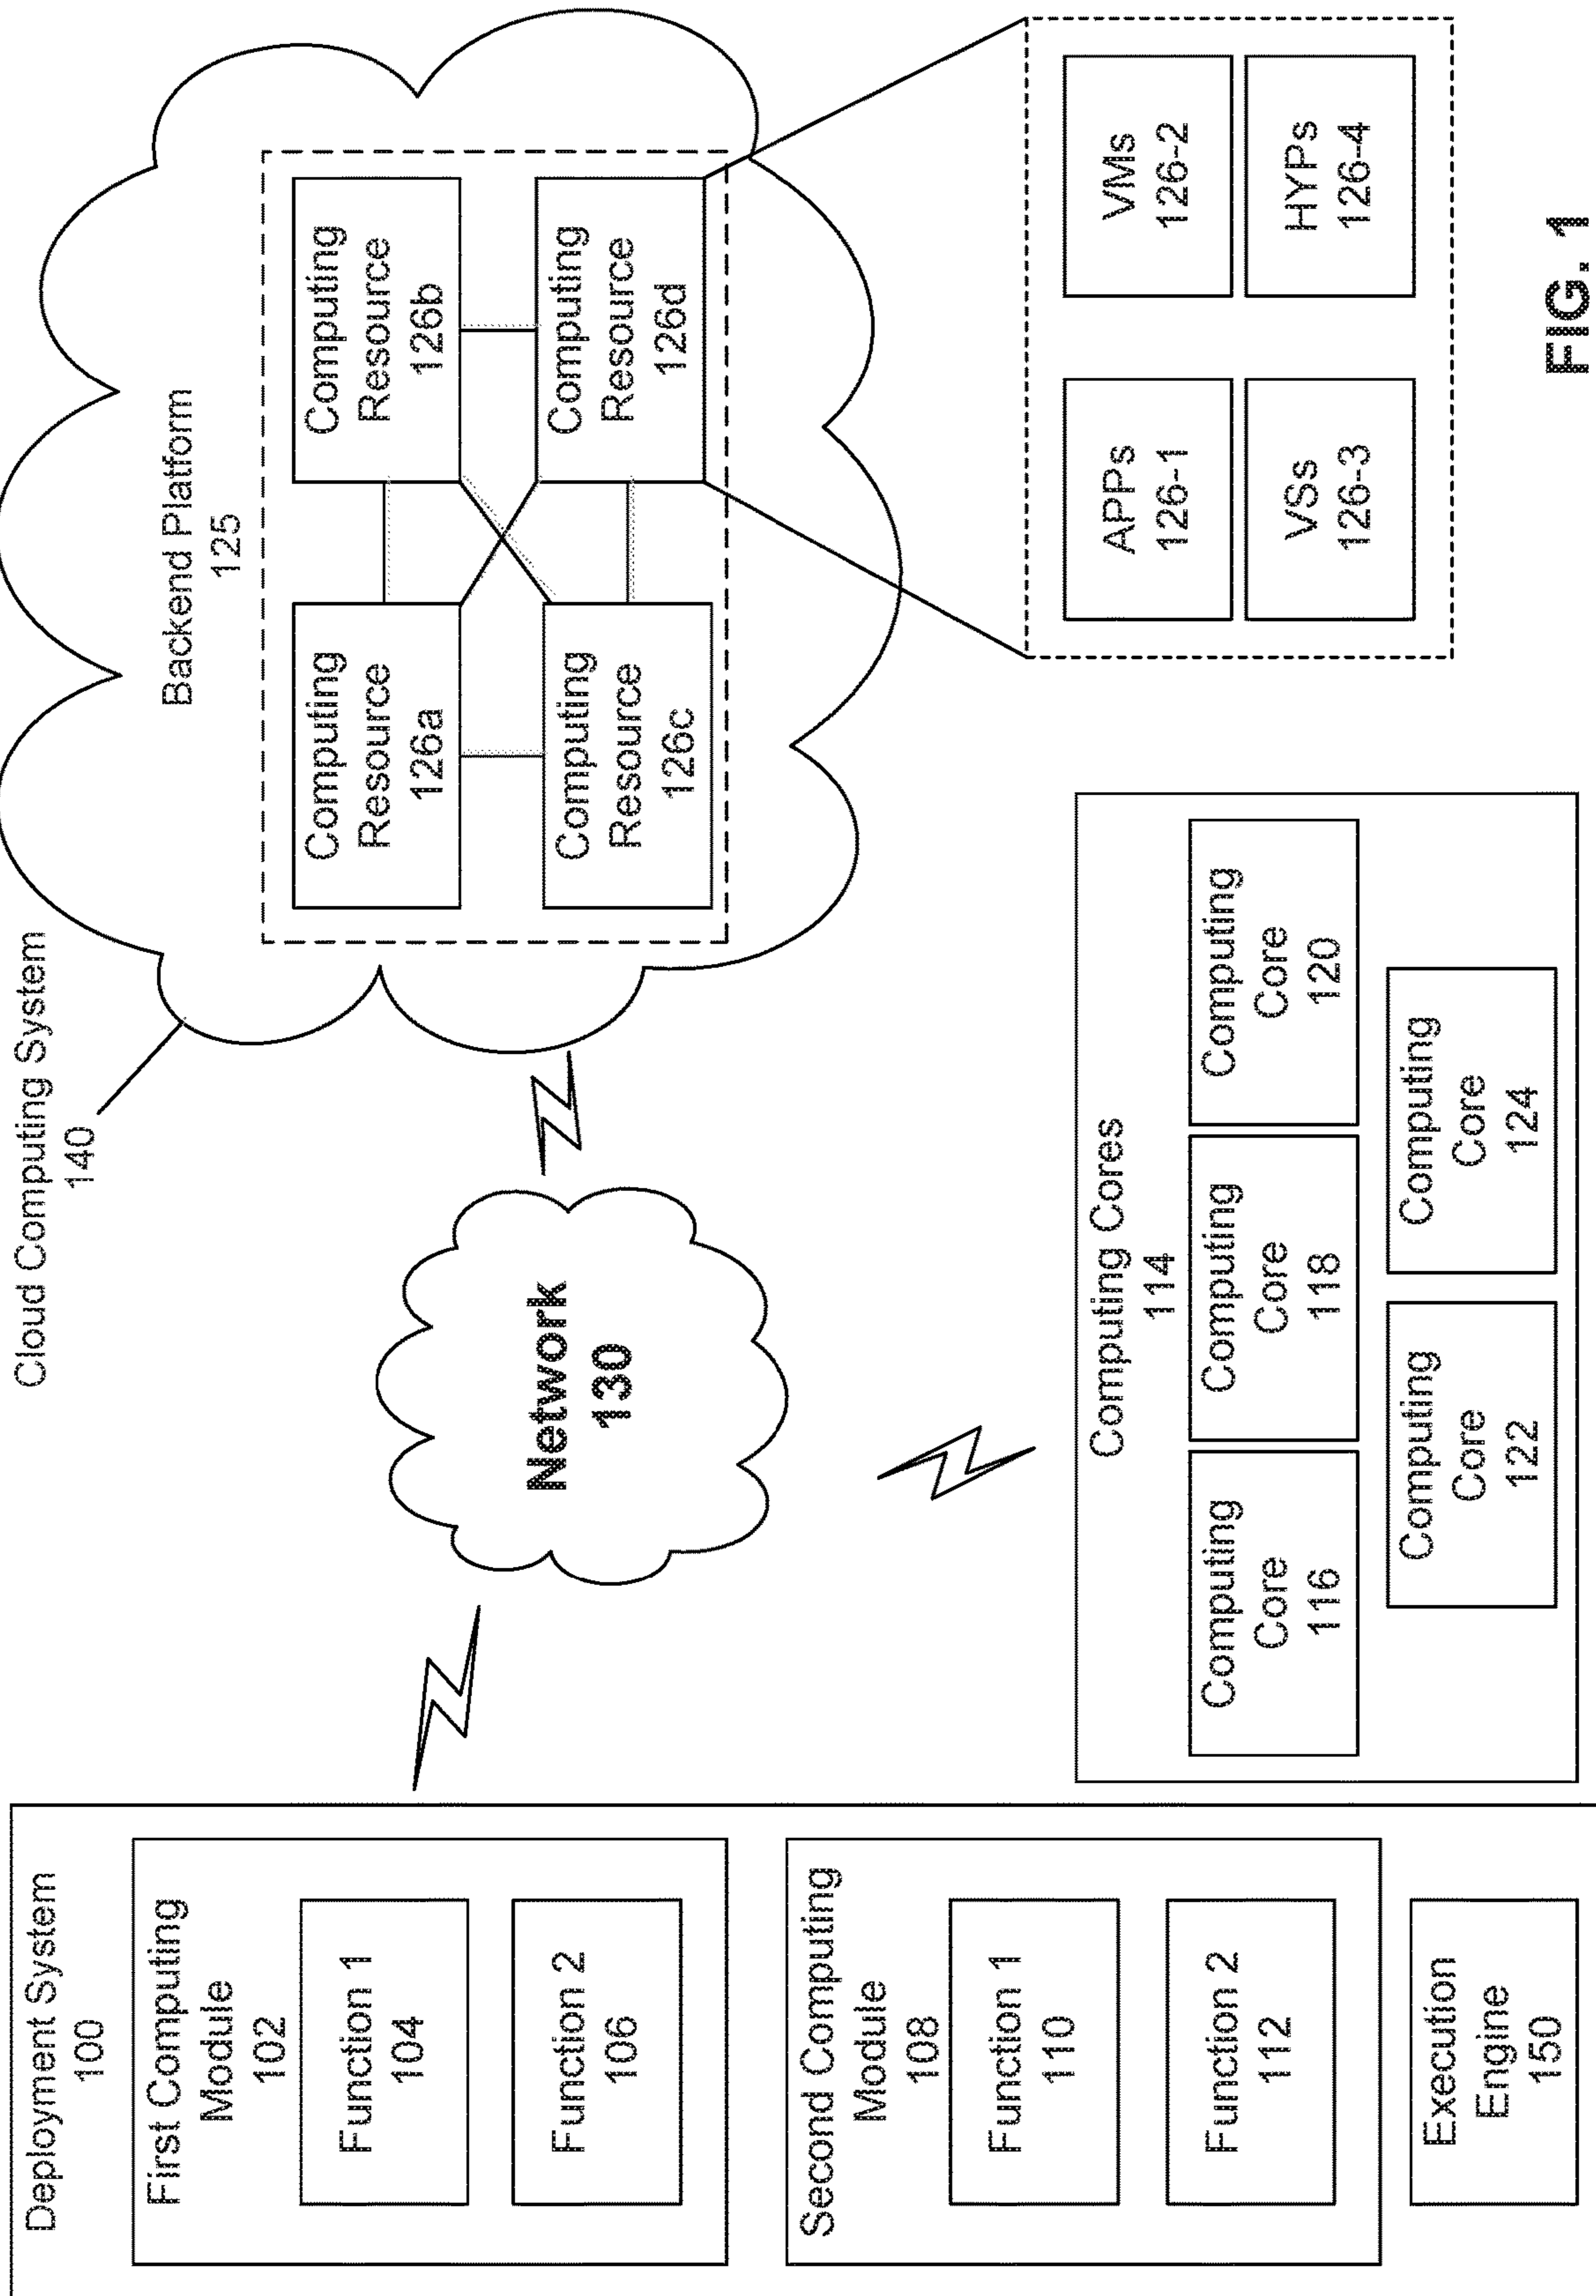 Deployment System
100
First Computing
Module
102
Function 1
104
Function 2
106
Second Computing
Module
108
Function 1
110
Function 2
112
Execution
Engine
150
Cloud Computing System
140
Network
130
Backend Platform
125
Computing
Resource
126a
Computing
Resource
126b
Computing
Resource
126c
Computing
Resource
126d
Computing Cores
114
Computing
Core
116
Computing
Core
118
Computing
Core
120
Computing
Core
122
Computing
Core
124
APPs
126-1
VMs
126-2
VSs
126-3
HYPs
126-4
FIG. 1